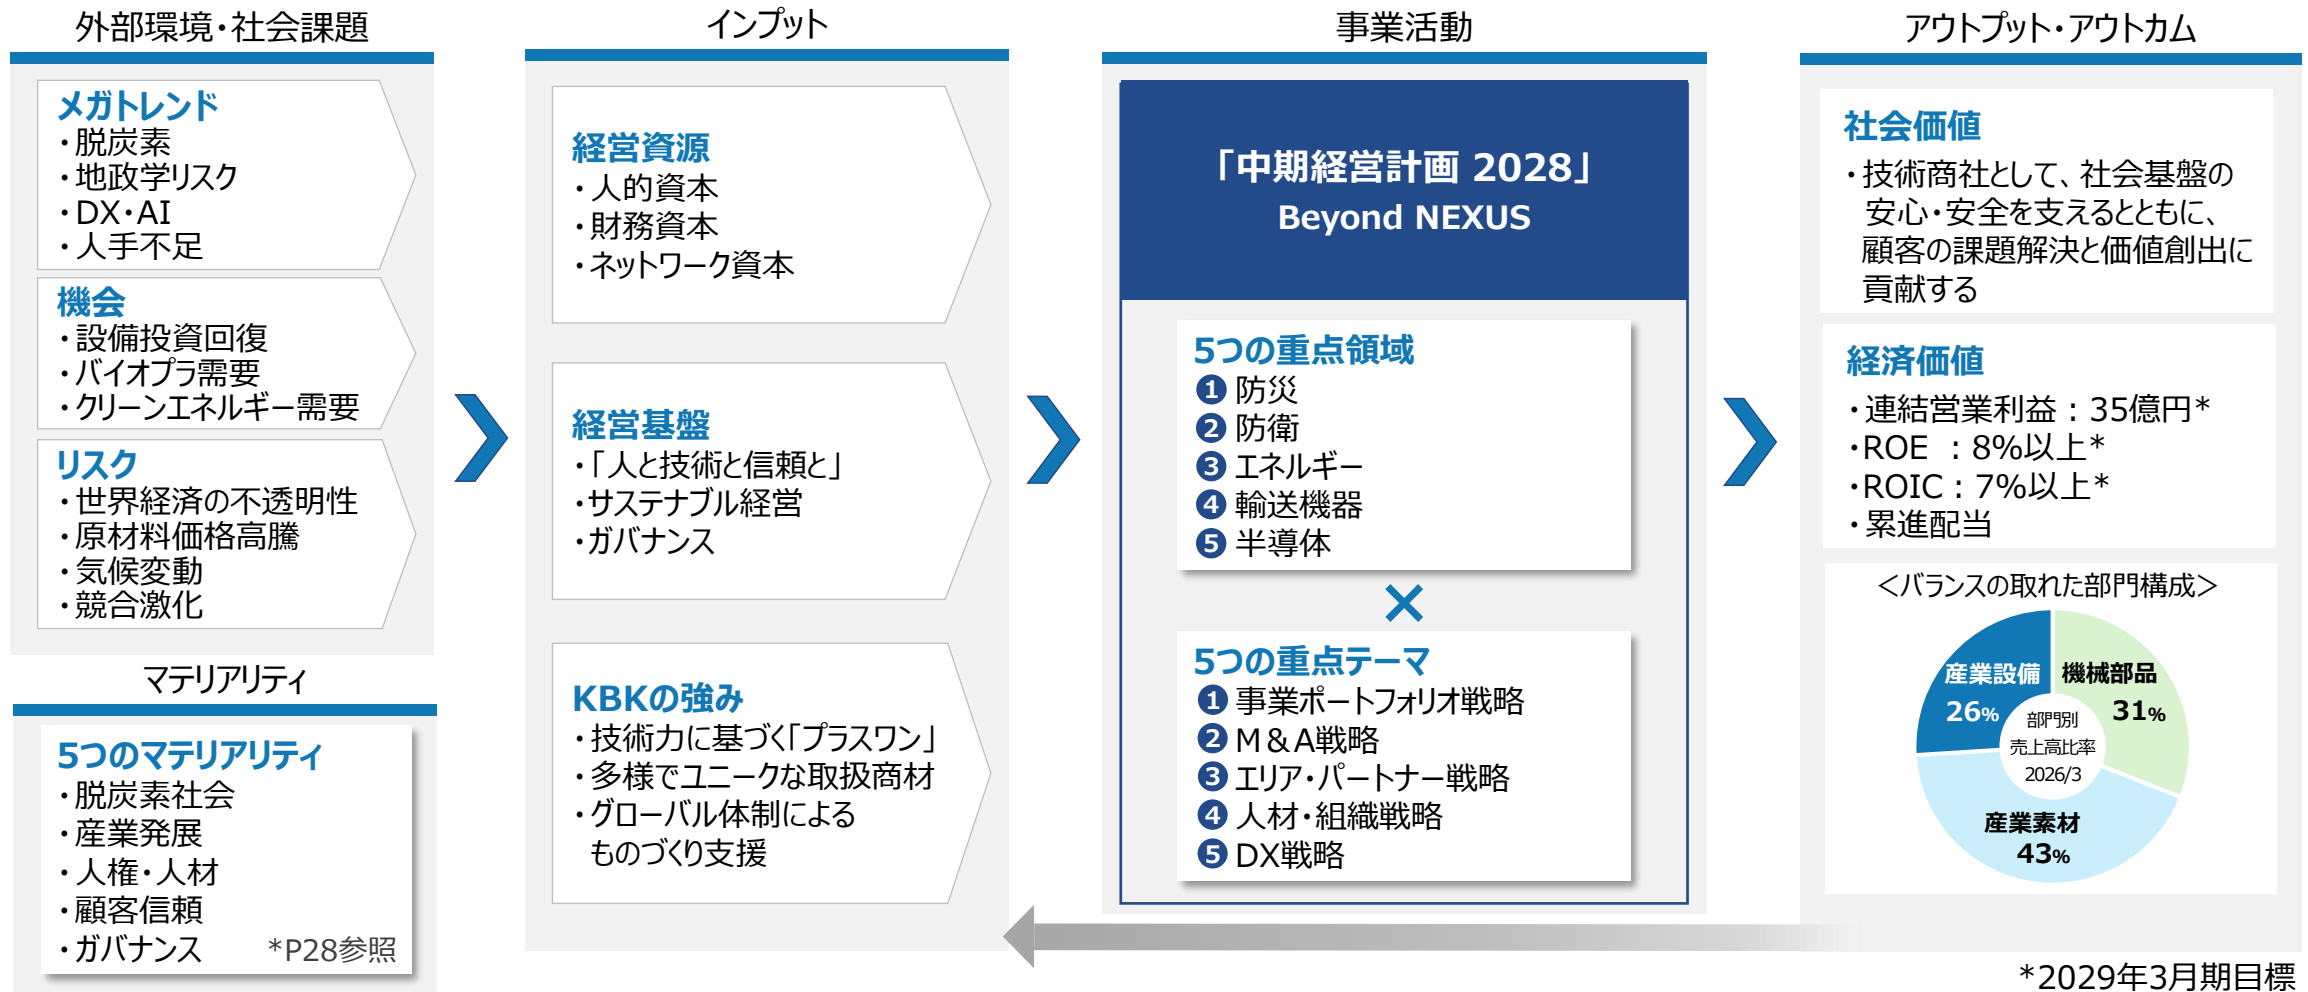 外部環境・社会課題
メガトレンド
・脱炭素
・地政学リスク
・DX・AI
・人手不足
機会
・設備投資回復
・バイオプラ需要
・クリーンエネルギー需要
リスク
・世界経済の不透明性
・原材料価格高騰
・気候変動
・競合激化
マテリアリティ
5つのマテリアリティ
・脱炭素社会
・産業発展
・人権・人材
・顧客信頼
・ガバナンス *P28参照
インプット
経営資源
・人的資本
・財務資本
・ネットワーク資本
経営基盤
・「人と技術と信頼と」
・サステナブル経営
・ガバナンス
KBKの強み
・技術力に基づく「プラスワン」
・多様でユニークな取扱商材
・グローバル体制による
ものづくり支援
事業活動
「中期経営計画 2028」
Beyond NEXUS
5つの重点領域
❶ 防災
❷ 防衛
❸ エネルギー
❹ 輸送機器
❺ 半導体
×
5つの重点テーマ
❶ 事業ポートフォリオ戦略
❷ M＆A戦略
❸ エリア・パートナー戦略
❹ 人材・組織戦略
❺ DX戦略
アウトプット・アウトカム
社会価値
・技術商社として、社会基盤の
安心・安全を支えるとともに、
顧客の課題解決と価値創出に
貢献する
経済価値
・連結営業利益：35億円*
・ROE ：8%以上*
・ROIC：7%以上*
・累進配当
＜バランスの取れた部門構成＞
産業設備
26%
機械部品
31%
部門別
売上高比率
2026/3
産業素材
43%
*2029年3月期目標